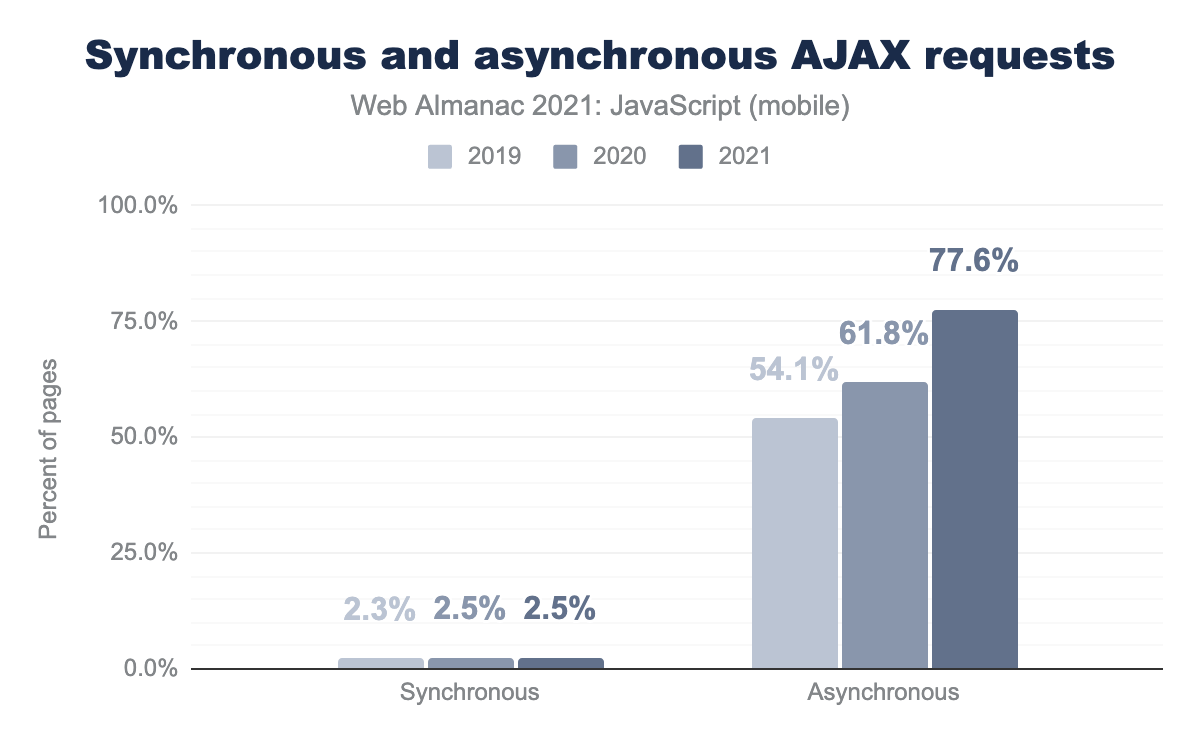 Synchronous and asynchronous AJAX requests
Web Almanac 2021: JavaScript (mobile)
2019 2020 2021
Percent of pages
100.0%
75.0%
50.0%
25.0%
0.0%
2.3% 2.5% 2.5%
54.1% 61.8% 77.6%
Synchronous Asynchronous